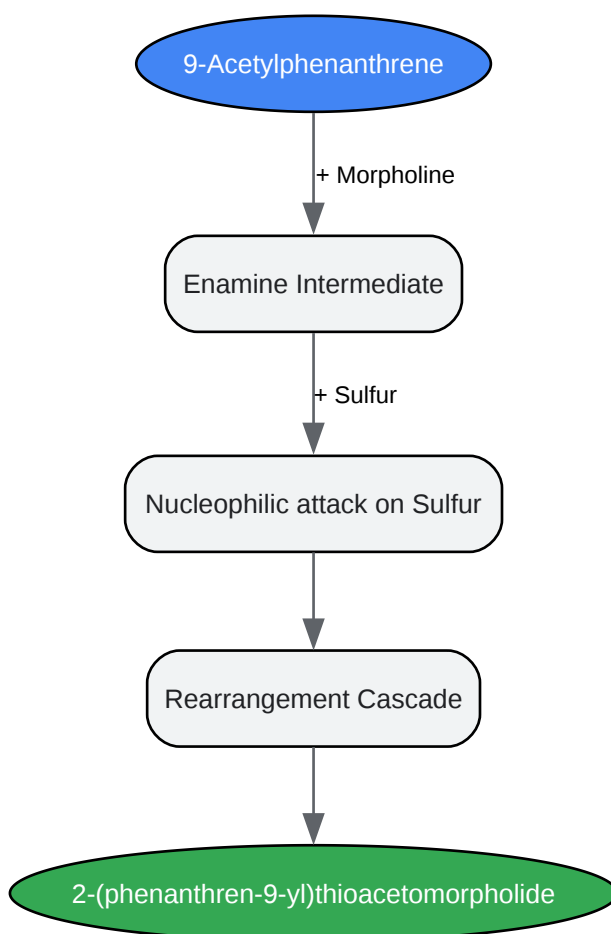 9-Acetylphenanthrene
+ Morpholine
Enamine Intermediate
+ Sulfur
Nucleophilic attack on Sulfur
Rearrangement Cascade
2-(phenanthren-9-yl)thioacetomorpholide